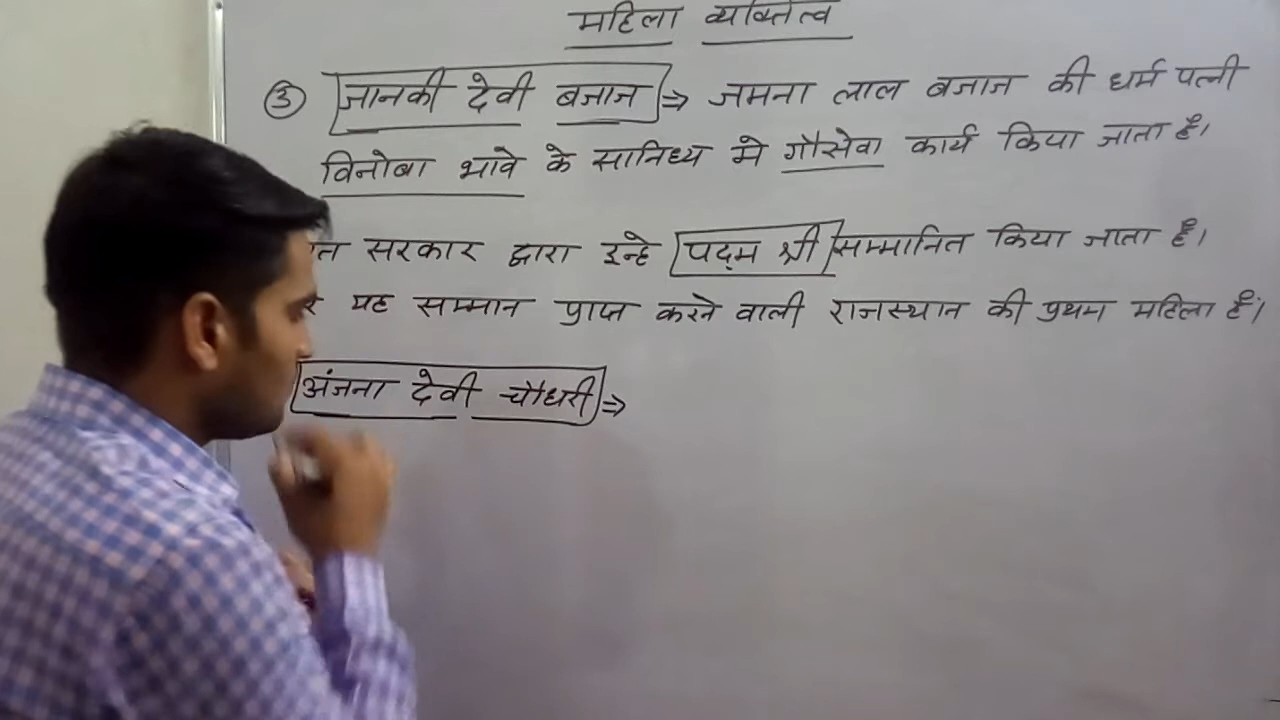 महिला व्यक्तित्व
③ जानकी देवी बजाज ⇒ जमना लाल बजाज की धर्म पत्नी
विनोबा भावे के सानिध्य मे गौसेवा कार्य किया जाता है।
सरकार द्वारा इन्हे पद्म श्री सम्मानित किया जाता है।
यह सम्मान प्राप्त करने वाली राजस्थान की प्रथम महिला है।
अंजना देवी चौधरी ⇒